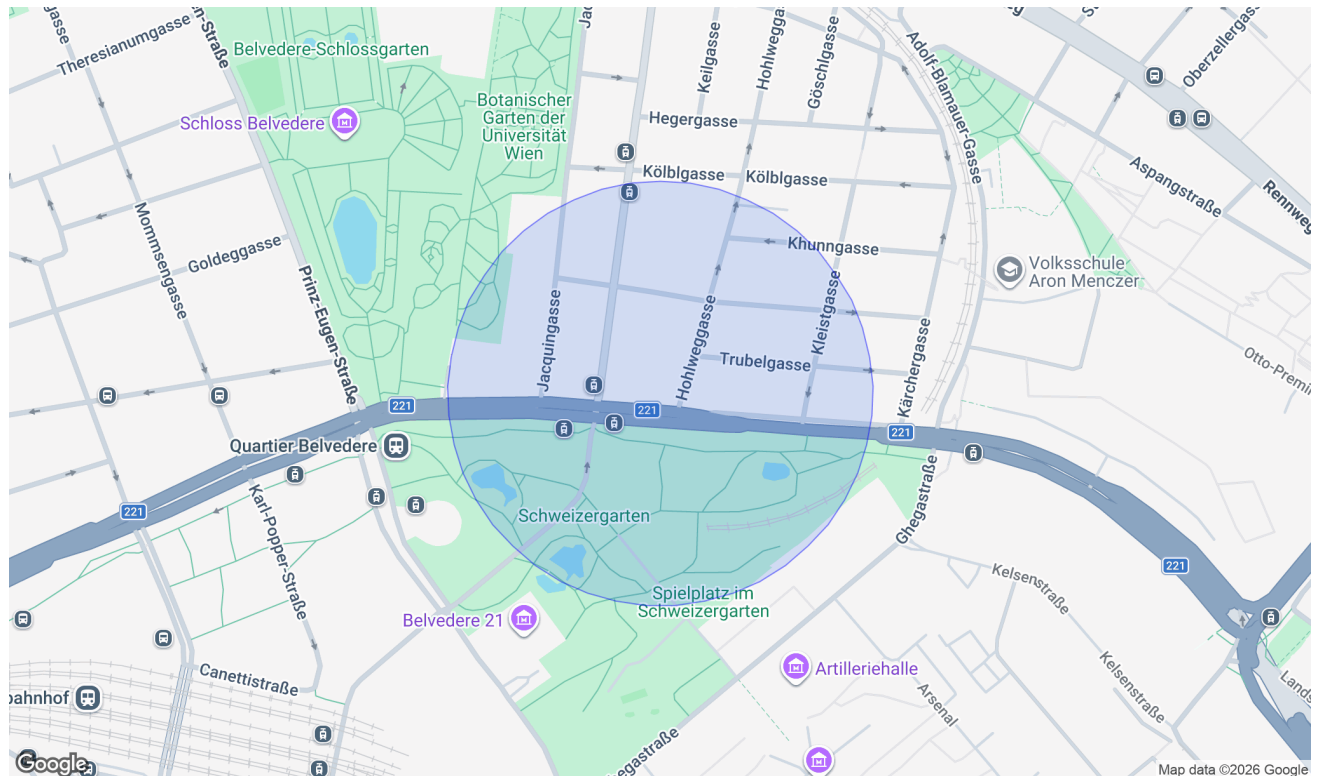 gasse
Theresianumgasse
Prinz-Eugen-Straße
-Straße
Belvedere-Schlossgarten
Schloss Belvedere
Botanischer
Garten der
Universität
Wien
Keilgasse
Hohlweggasse
Göschlgasse
Adolf-Blamauer-Gasse
Oberzellergasse
Hegergasse
Kölblgasse
Kölblgasse
Aspangstraße
Rennweg
Mommsengasse
Goldeggasse
Khunngasse
Volksschule
Aron Menczer
Jacquingasse
Hohlweggasse
Kleistgasse
Trubelgasse
Kärchergasse
221
221
221
221
221
Quartier Belvedere
Karl-Popper-Straße
Schweizergarten
Ghegastraße
Kelsenstraße
Spielplatz im
Schweizergarten
Belvedere 21
Artilleriehalle
Arsenal
Kelsenstraße
Canettistraße
bahnhof
Google
Map data ©2026 Google